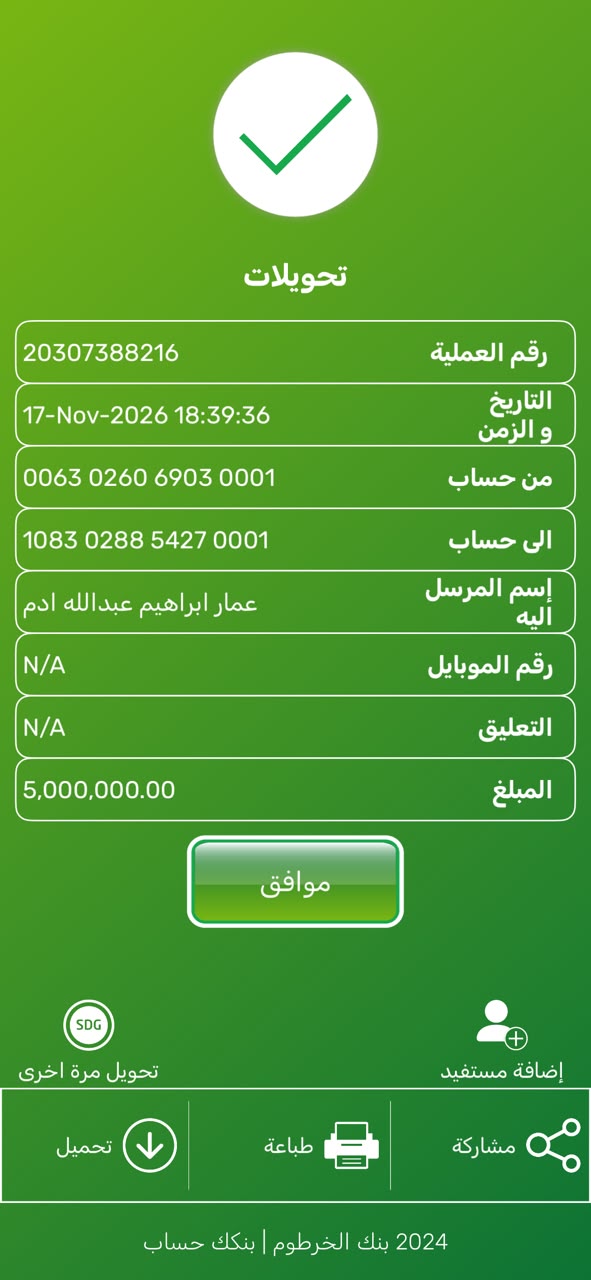 تحويلات
رقم العملية 20307388216
التاريخ
و الزمن 17-Nov-2026 18:39:36
من حساب 0063 0260 6903 0001
الى حساب 1083 0288 5427 0001
إسم المرسل
اليه عمار ابراهيم عبدالله ادم
رقم الموبايل N/A
التعليق N/A
المبلغ 5,000,000.00
موافق
SDG
إضافة مستفيد تحويل مرة اخرى
مشاركة طباعة تحميل
2024 بنك الخرطوم | بنكك حساب